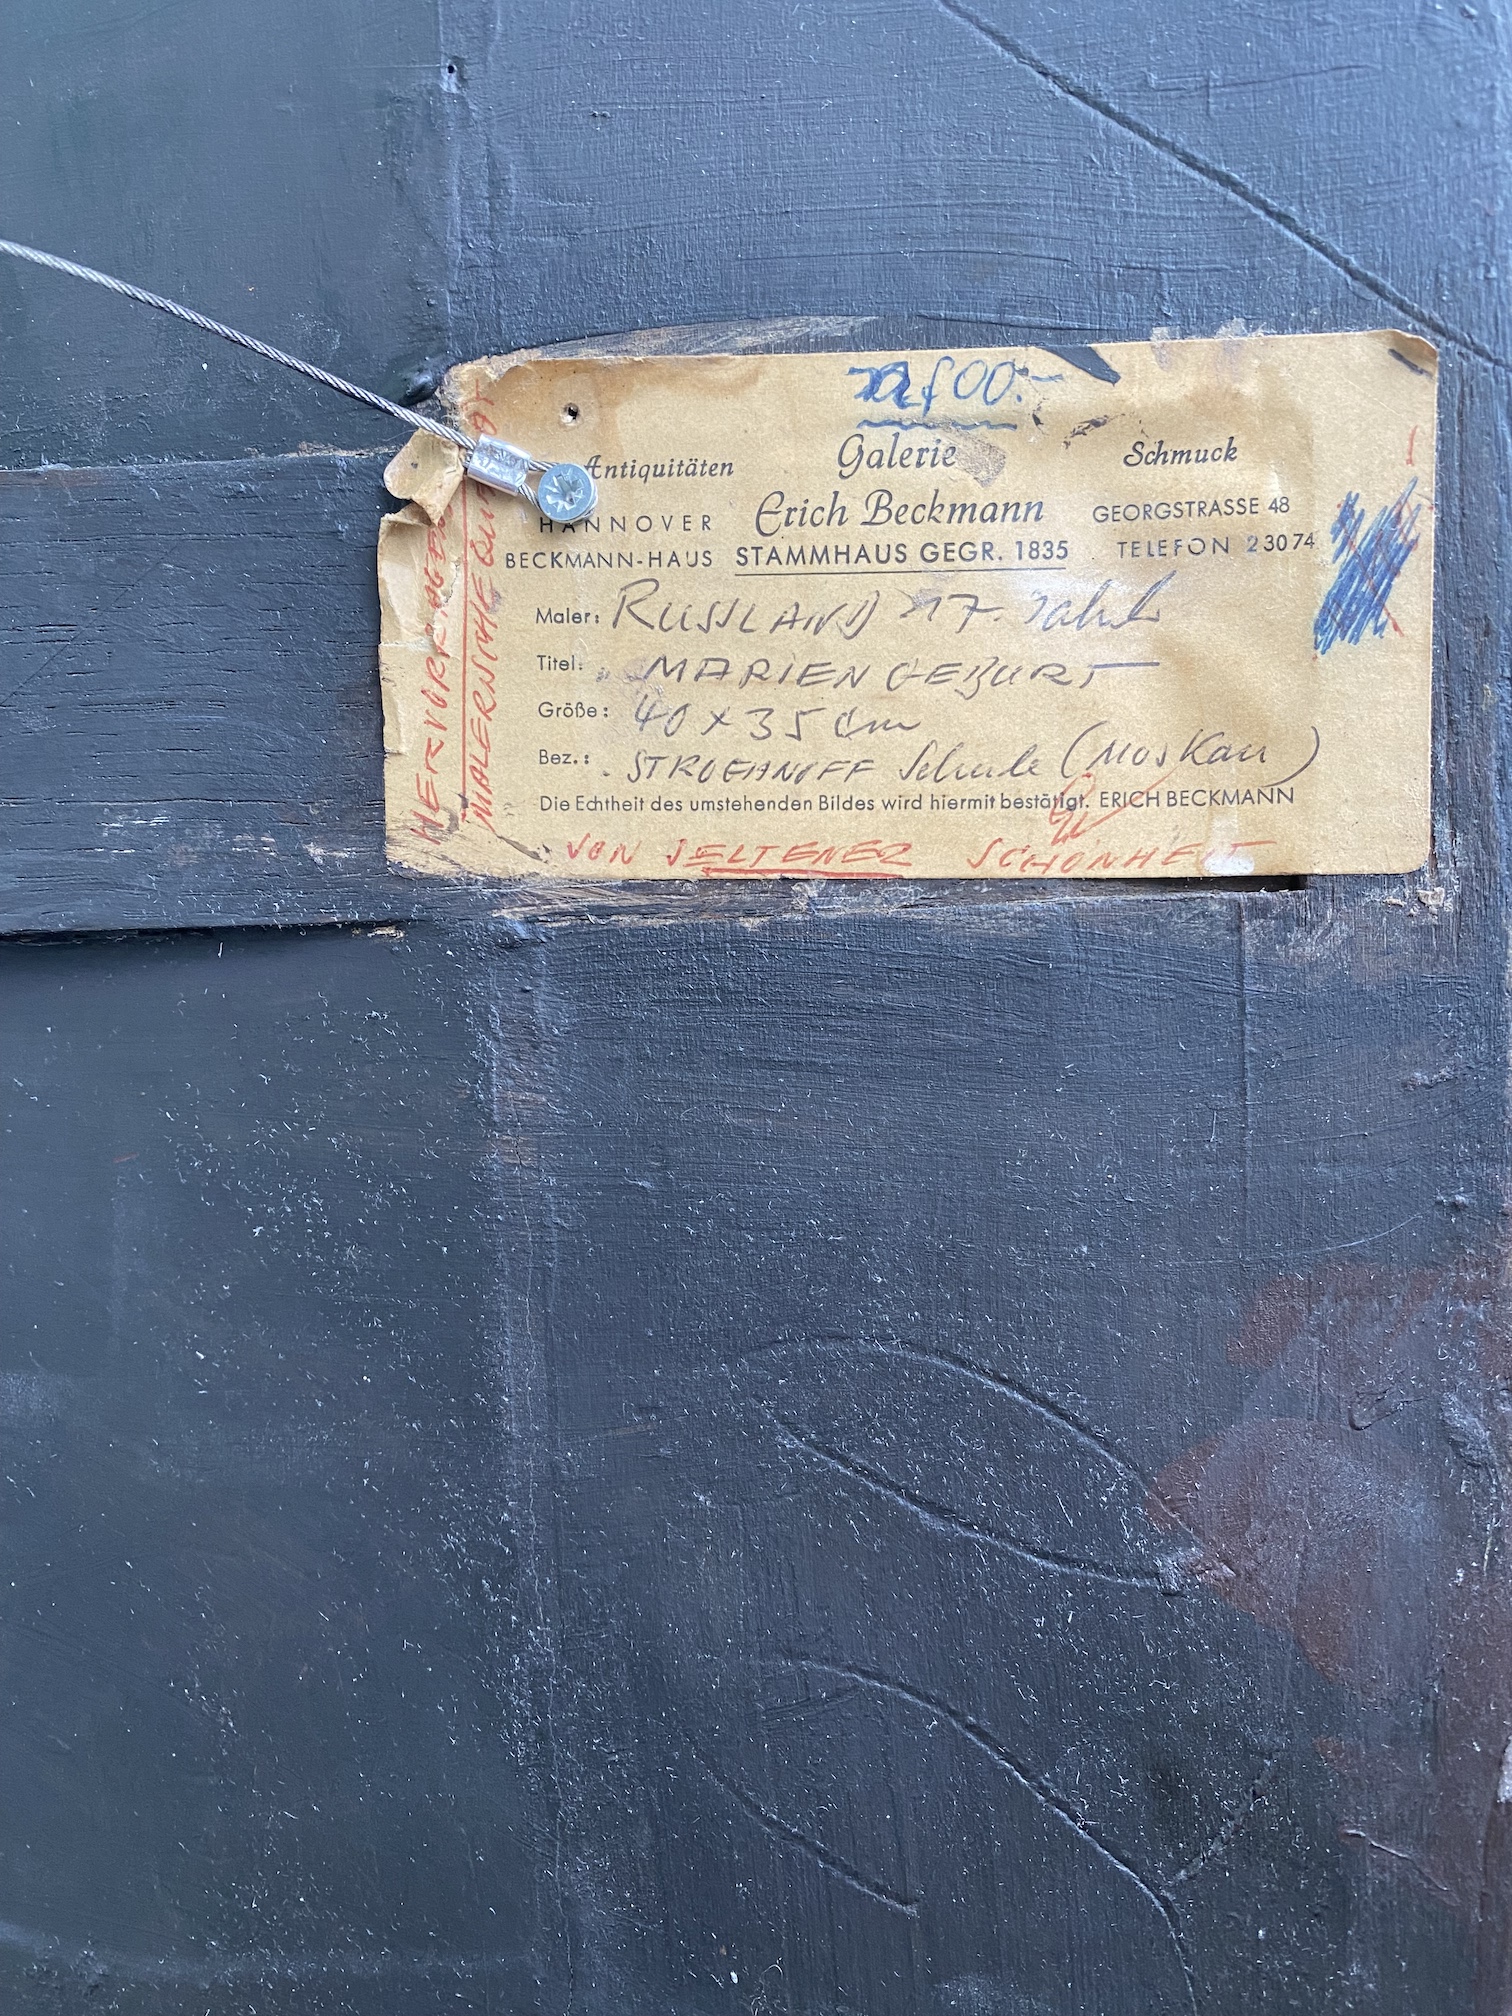 Galerie
Antiquitäten Schmuck
Erich Beckmann
HANNOVER GEORGSTRASSE 48
BECKMANN-HAUS STAMMHAUS GEGR. 1835 TELEFON 23074
Maler: RUSSLAND 17. Jahrh
Titel: MARIENGEBURT
Größe: 40 x 35 cm
Bez.: STROGANOFF Schule (Moskau)
Die Echtheit des umstehenden Bildes wird hiermit bestätigt. ERICH BECKMANN
VON SELTENER SCHÖNHEIT
MALERISCHE